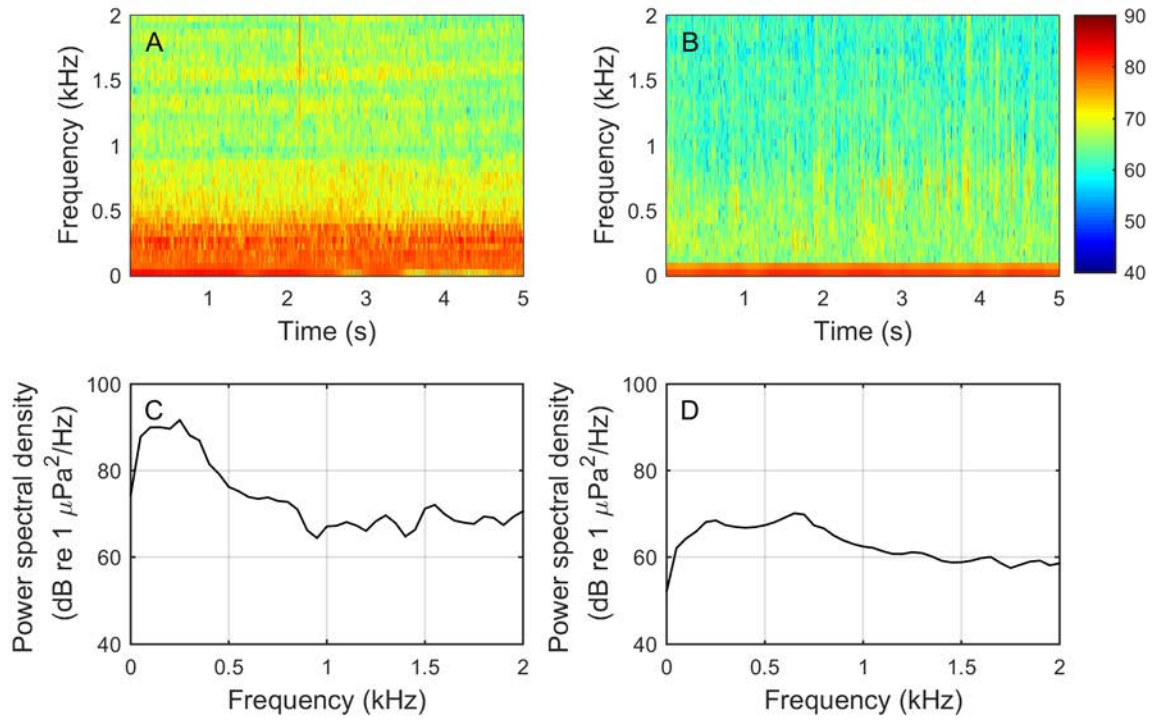 A
B
Frequency (kHz)
2
1.5
1
0.5
0
1 2 3 4 5
Time (s)
Frequency (kHz)
2
1.5
1
0.5
0
1 2 3 4 5
Time (s)
90
80
70
60
50
40
C
Power spectral density
(dB re 1 μPa²/Hz)
100
80
60
40
0 0.5 1 1.5 2
Frequency (kHz)
D
Power spectral density
(dB re 1 μPa²/Hz)
100
80
60
40
0 0.5 1 1.5 2
Frequency (kHz)